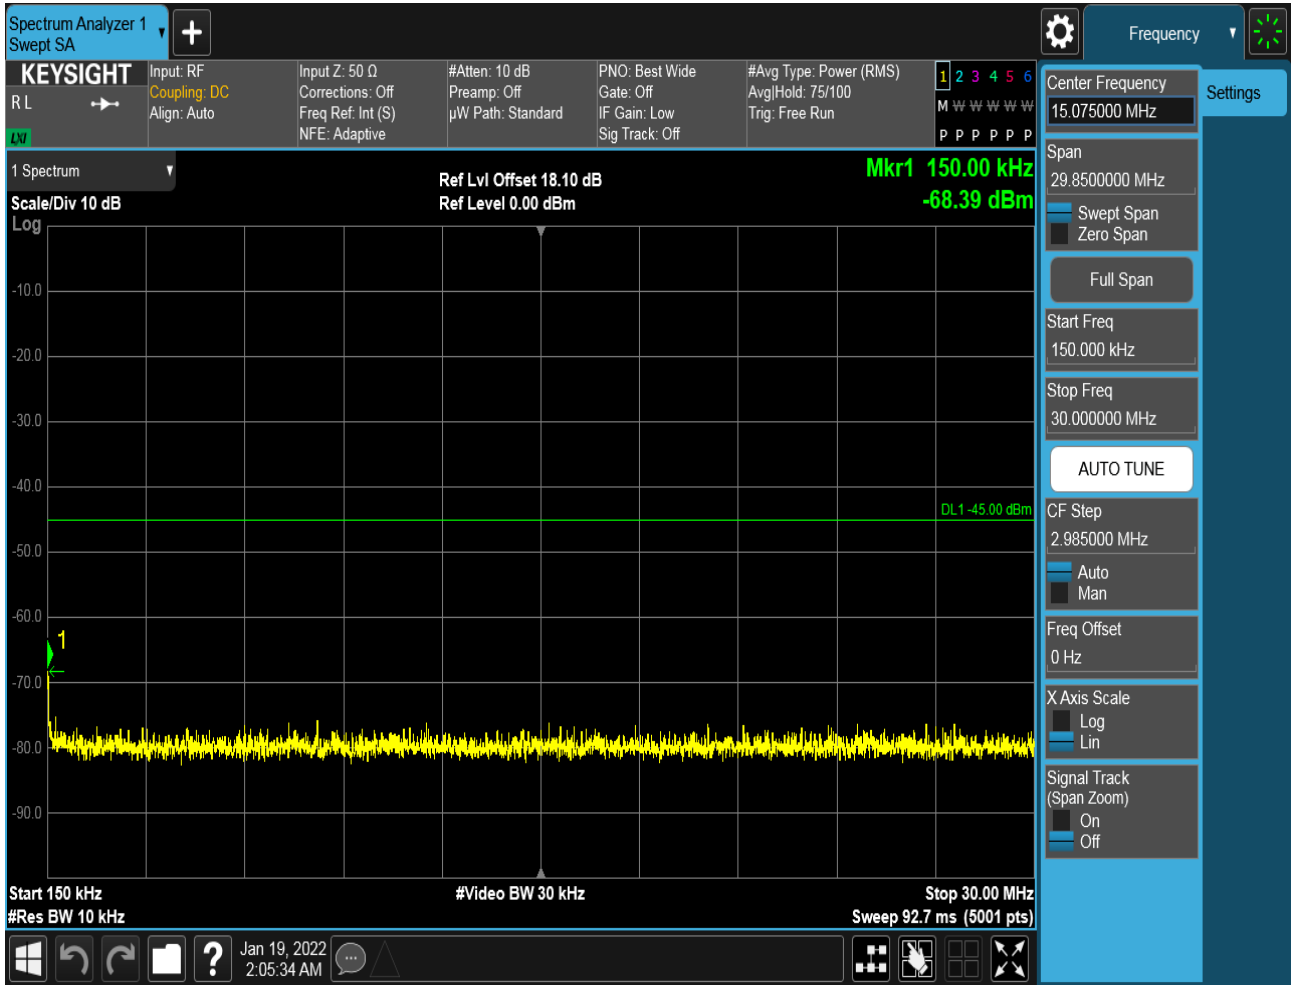 Spectrum Analyzer 1
Swept SA
Frequency
KEYSIGHT
R L
LXI
Input: RF
Coupling: DC
Align: Auto
Input Z: 50 Ω
Corrections: Off
Freq Ref: Int (S)
NFE: Adaptive
#Atten: 10 dB
Preamp: Off
µW Path: Standard
PNO: Best Wide
Gate: Off
IF Gain: Low
Sig Track: Off
#Avg Type: Power (RMS)
Avg|Hold: 75/100
Trig: Free Run
1 2 3 4 5 6
M W W W W W
P P P P P P
1 Spectrum
Scale/Div 10 dB
Log
Ref Lvl Offset 18.10 dB
Ref Level 0.00 dBm
Mkr1 150.00 kHz
-68.39 dBm
-10.0
-20.0
-30.0
-40.0
DL1 -45.00 dBm
-50.0
-60.0
1
-70.0
-80.0
-90.0
Start 150 kHz
#Res BW 10 kHz
#Video BW 30 kHz
Stop 30.00 MHz
Sweep 92.7 ms (5001 pts)
Center Frequency
15.075000 MHz
Settings
Span
29.8500000 MHz
Swept Span
Zero Span
Full Span
Start Freq
150.000 kHz
Stop Freq
30.000000 MHz
AUTO TUNE
CF Step
2.985000 MHz
Auto
Man
Freq Offset
0 Hz
X Axis Scale
Log
Lin
Signal Track
(Span Zoom)
On
Off
?
Jan 19, 2022
2:05:34 AM